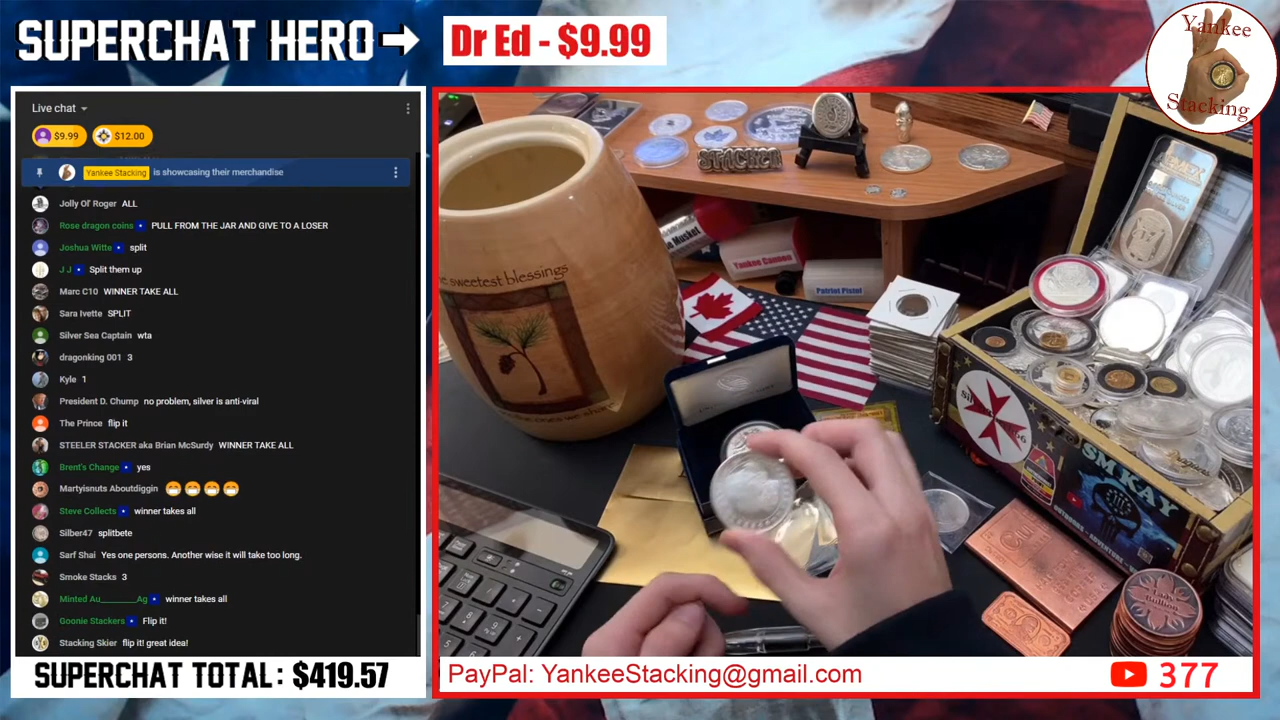 SUPERCHAT HERO
Dr Ed - $9.99
Yankee
Stacking
Live chat
$9.99
$12.00
Yankee Stacking is showcasing their merchandise
Jolly Ol' Roger ALL
Rose dragon coins PULL FROM THE JAR AND GIVE TO A LOSER
Joshua Witte split
J J Split them up
Marc C10 WINNER TAKE ALL
Sara Ivette SPLIT
Silver Sea Captain wta
dragonking 001 3
Kyle 1
President D. Chump no problem, silver is anti-viral
The Prince flip it
STEELER STACKER aka Brian McSurdy WINNER TAKE ALL
Brent's Change yes
Martyisnuts Aboutdiggin
Steve Collects winner takes all
Silber47 splitbete
Sarf Shai Yes one persons. Another wise it will take too long.
Smoke Stacks 3
Minted Au________Ag winner takes all
Goonie Stackers Flip it!
Stacking Skier flip it! great idea!
SUPERCHAT TOTAL: $419.57
STACKER
Musket
Yankee Cannon
Patriot Pistol
sweetest blessings
SMKAY
OUTDOORS - ADVENTURE
PayPal: YankeeStacking@gmail.com
377